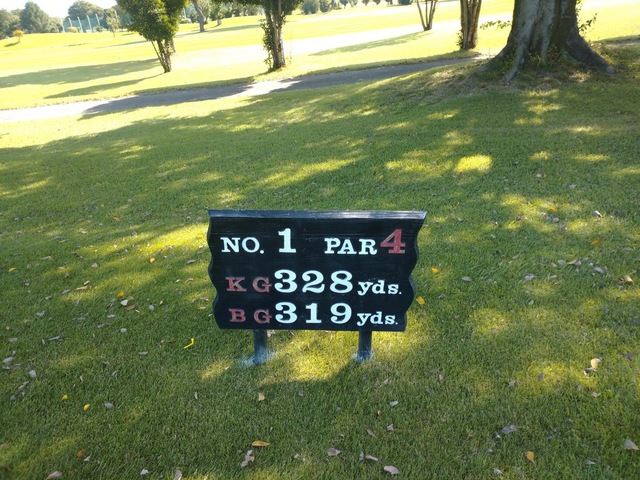 NO. 1 PAR 4
KG 328 yds.
BG 319 yds.